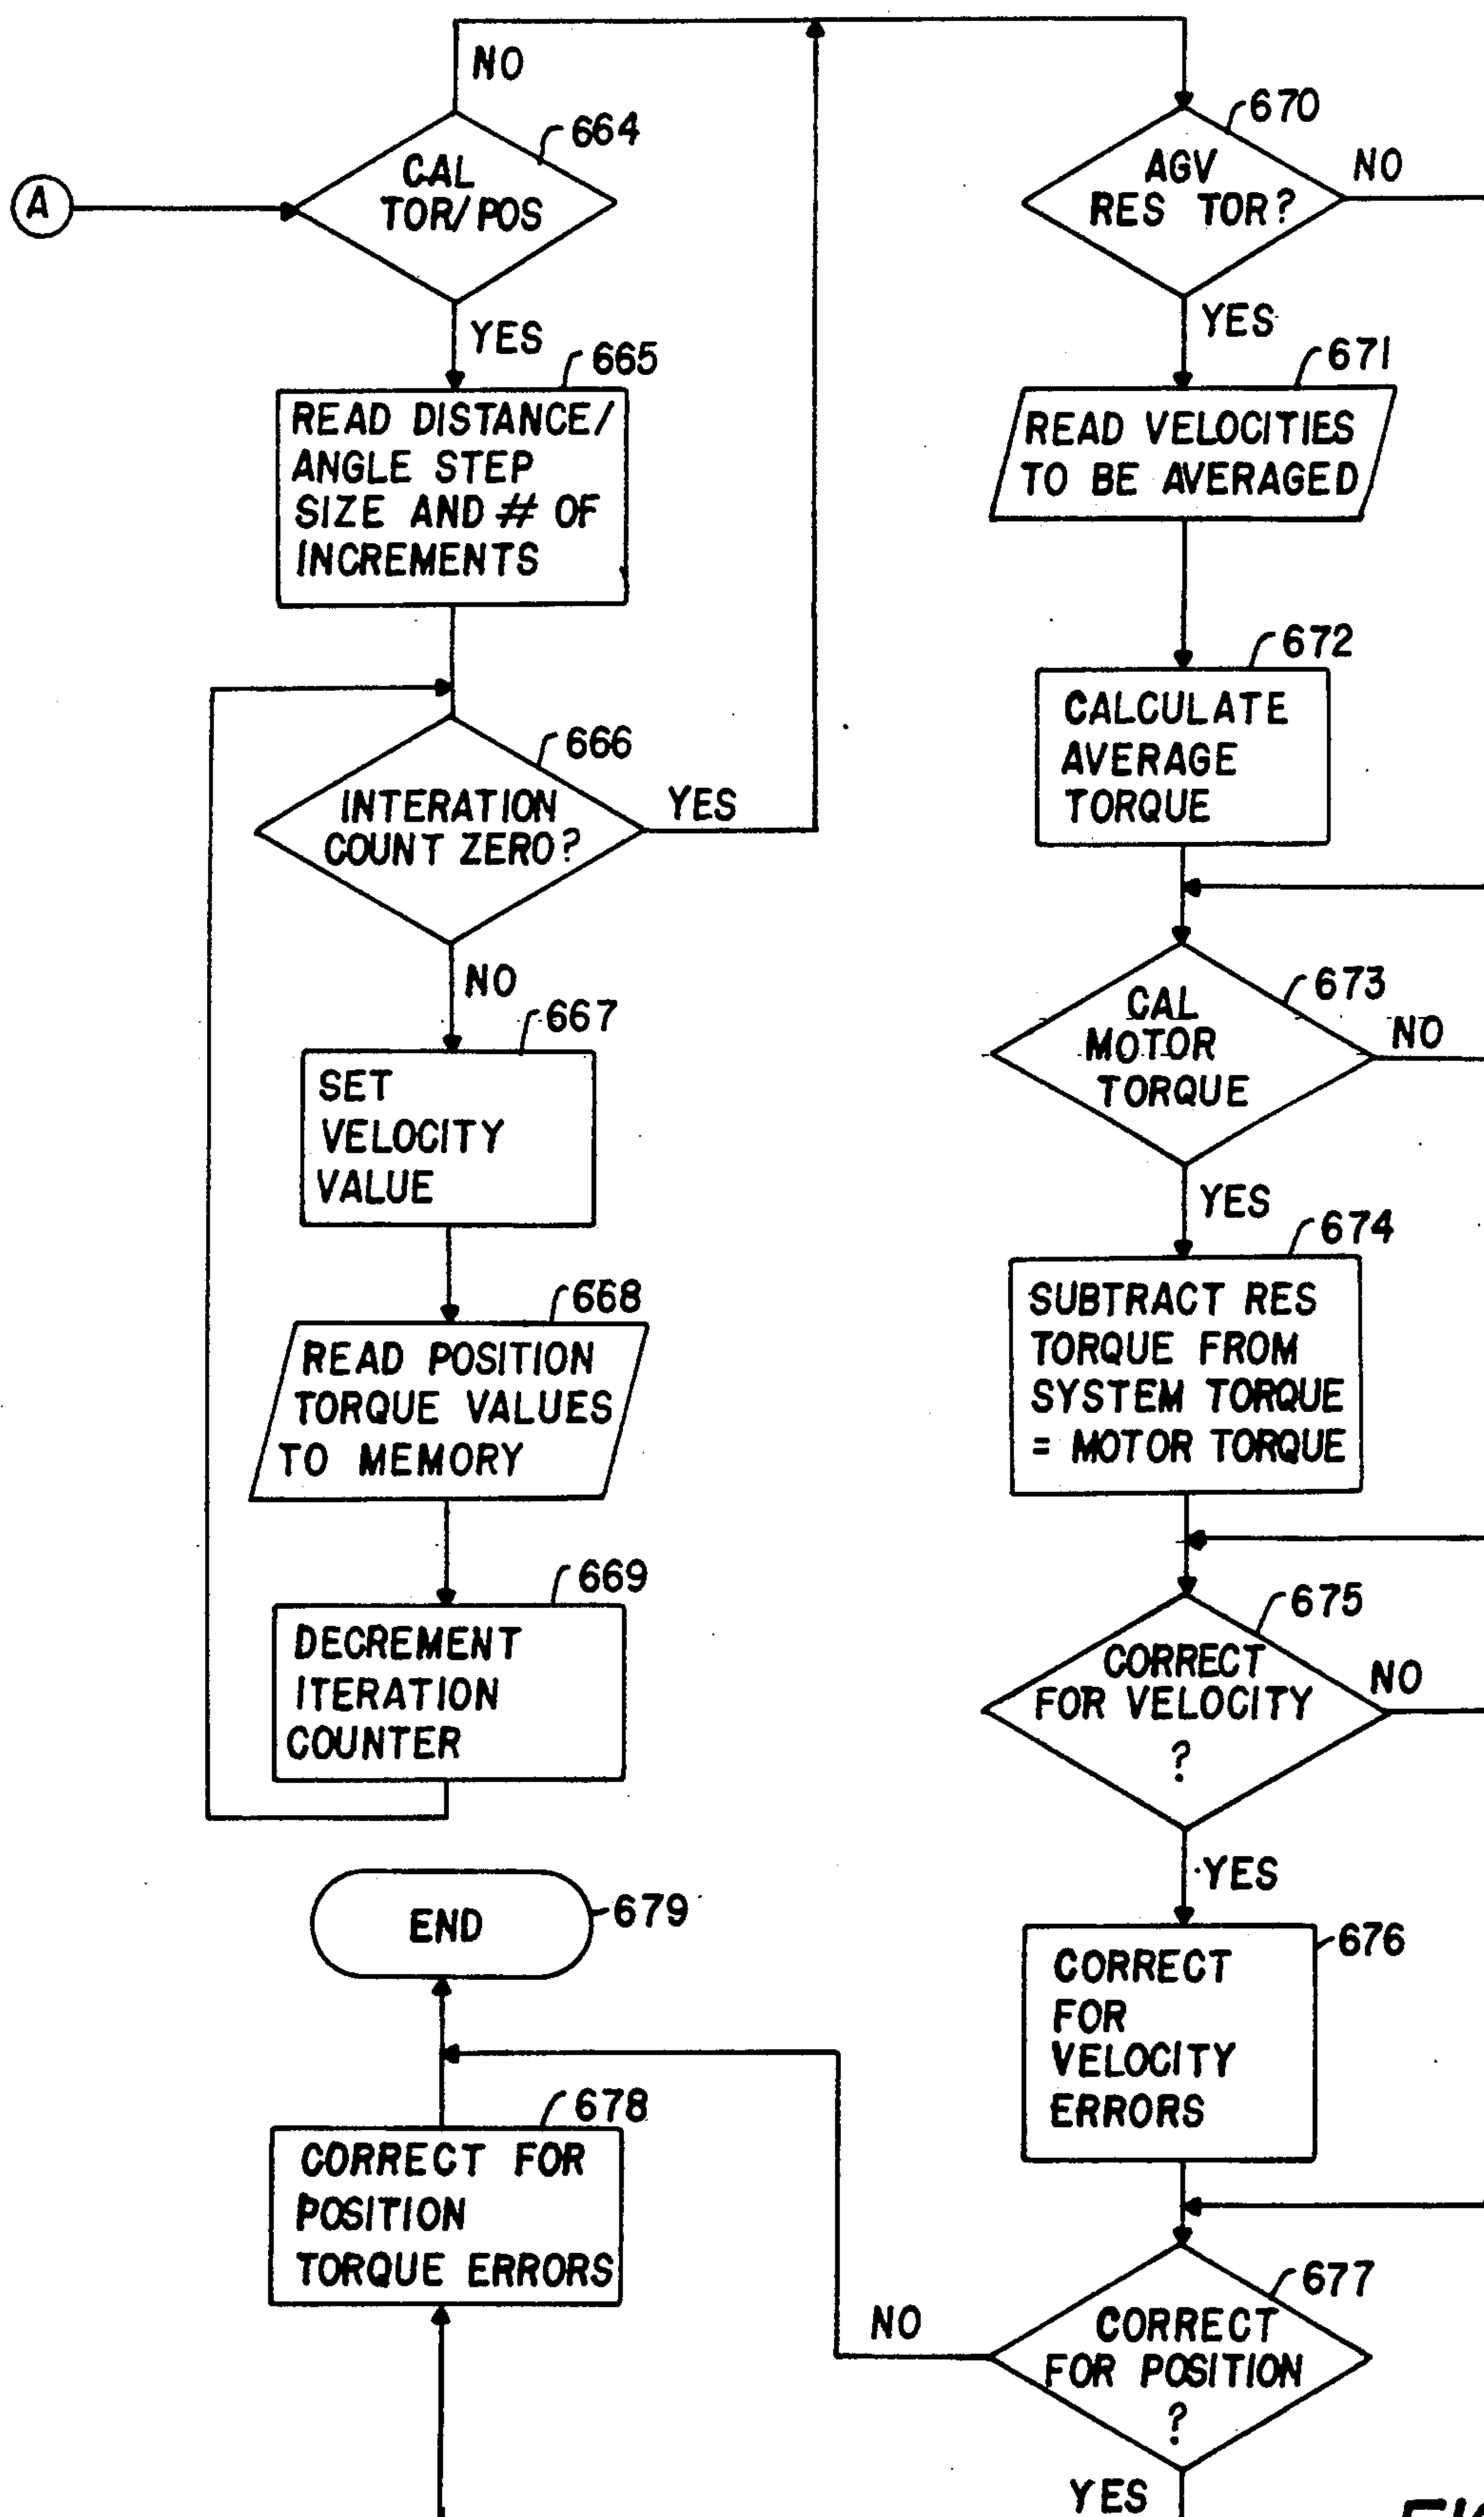 NO
664
CAL
TOR/POS
A
YES
665
READ DISTANCE/
ANGLE STEP
SIZE AND # OF
INCREMENTS
666
INTERATION
COUNT ZERO?
YES
NO
667
SET
VELOCITY
VALUE
668
READ POSITION
TORQUE VALUES
TO MEMORY
669
DECREMENT
ITERATION
COUNTER
END
679
678
CORRECT FOR
POSITION
TORQUE ERRORS
670
AGV
RES TOR?
NO
YES
671
READ VELOCITIES
TO BE AVERAGED
672
CALCULATE
AVERAGE
TORQUE
673
CAL
MOTOR
TORQUE
NO
YES
674
SUBTRACT RES
TORQUE FROM
SYSTEM TORQUE
= MOTOR TORQUE
675
CORRECT
FOR VELOCITY
?
NO
YES
676
CORRECT
FOR
VELOCITY
ERRORS
677
CORRECT
FOR POSITION
?
NO
YES